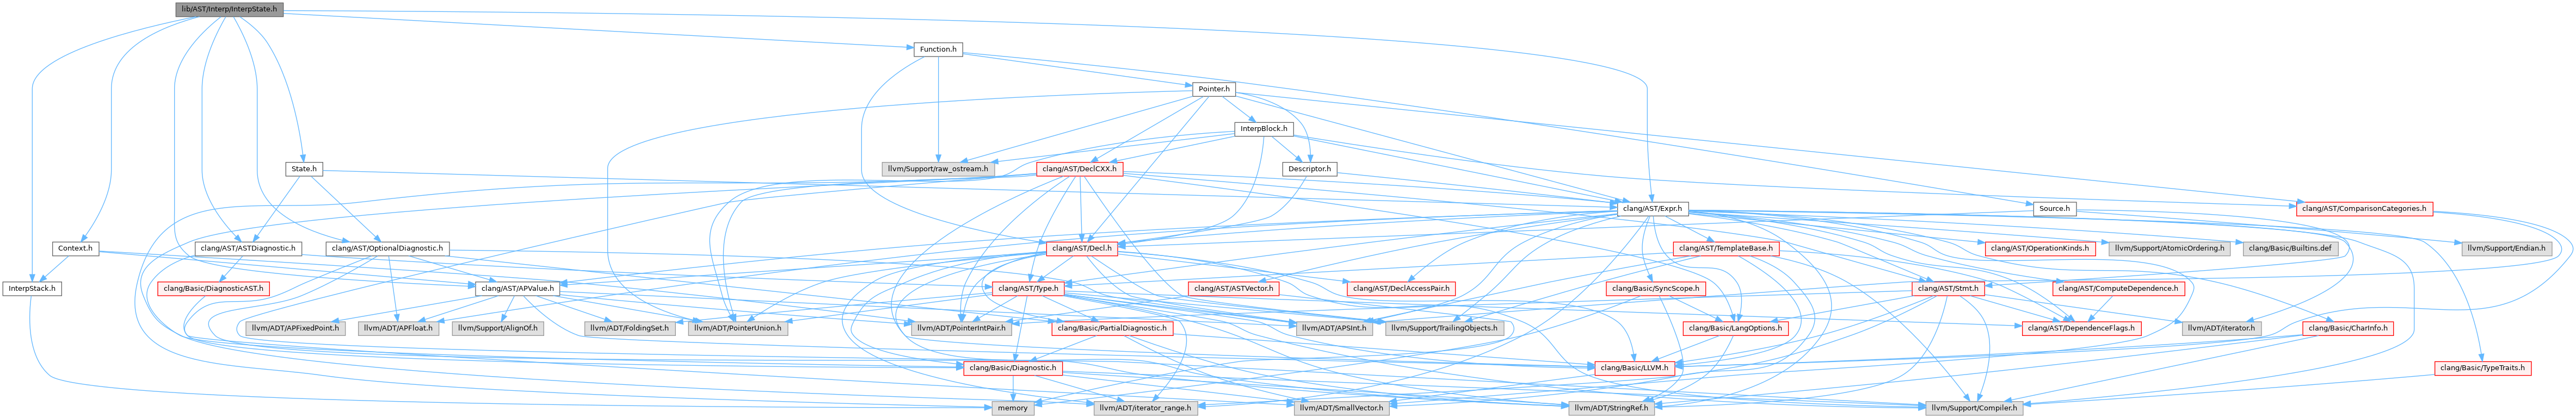 lib/AST/Interp/InterpState.h
Function.h
Pointer.h
InterpBlock.h
State.h
llvm/Support/raw_ostream.h
clang/AST/DeclCXX.h
Descriptor.h
clang/AST/Expr.h
Source.h
clang/AST/ComparisonCategories.h
Context.h
clang/AST/ASTDiagnostic.h
clang/AST/OptionalDiagnostic.h
clang/AST/Decl.h
clang/AST/TemplateBase.h
clang/AST/OperationKinds.h
llvm/Support/AtomicOrdering.h
clang/Basic/Builtins.def
llvm/Support/Endian.h
InterpStack.h
clang/Basic/DiagnosticAST.h
clang/AST/APValue.h
clang/AST/Type.h
clang/AST/ASTVector.h
clang/AST/DeclAccessPair.h
clang/Basic/SyncScope.h
clang/AST/Stmt.h
clang/AST/ComputeDependence.h
llvm/ADT/APFixedPoint.h
llvm/ADT/APFloat.h
llvm/Support/AlignOf.h
llvm/ADT/FoldingSet.h
llvm/ADT/PointerUnion.h
llvm/ADT/PointerIntPair.h
clang/Basic/PartialDiagnostic.h
llvm/ADT/APSInt.h
llvm/Support/TrailingObjects.h
clang/Basic/LangOptions.h
clang/AST/DependenceFlags.h
llvm/ADT/iterator.h
clang/Basic/CharInfo.h
clang/Basic/Diagnostic.h
clang/Basic/LLVM.h
clang/Basic/TypeTraits.h
memory
llvm/ADT/iterator_range.h
llvm/ADT/SmallVector.h
llvm/ADT/StringRef.h
llvm/Support/Compiler.h